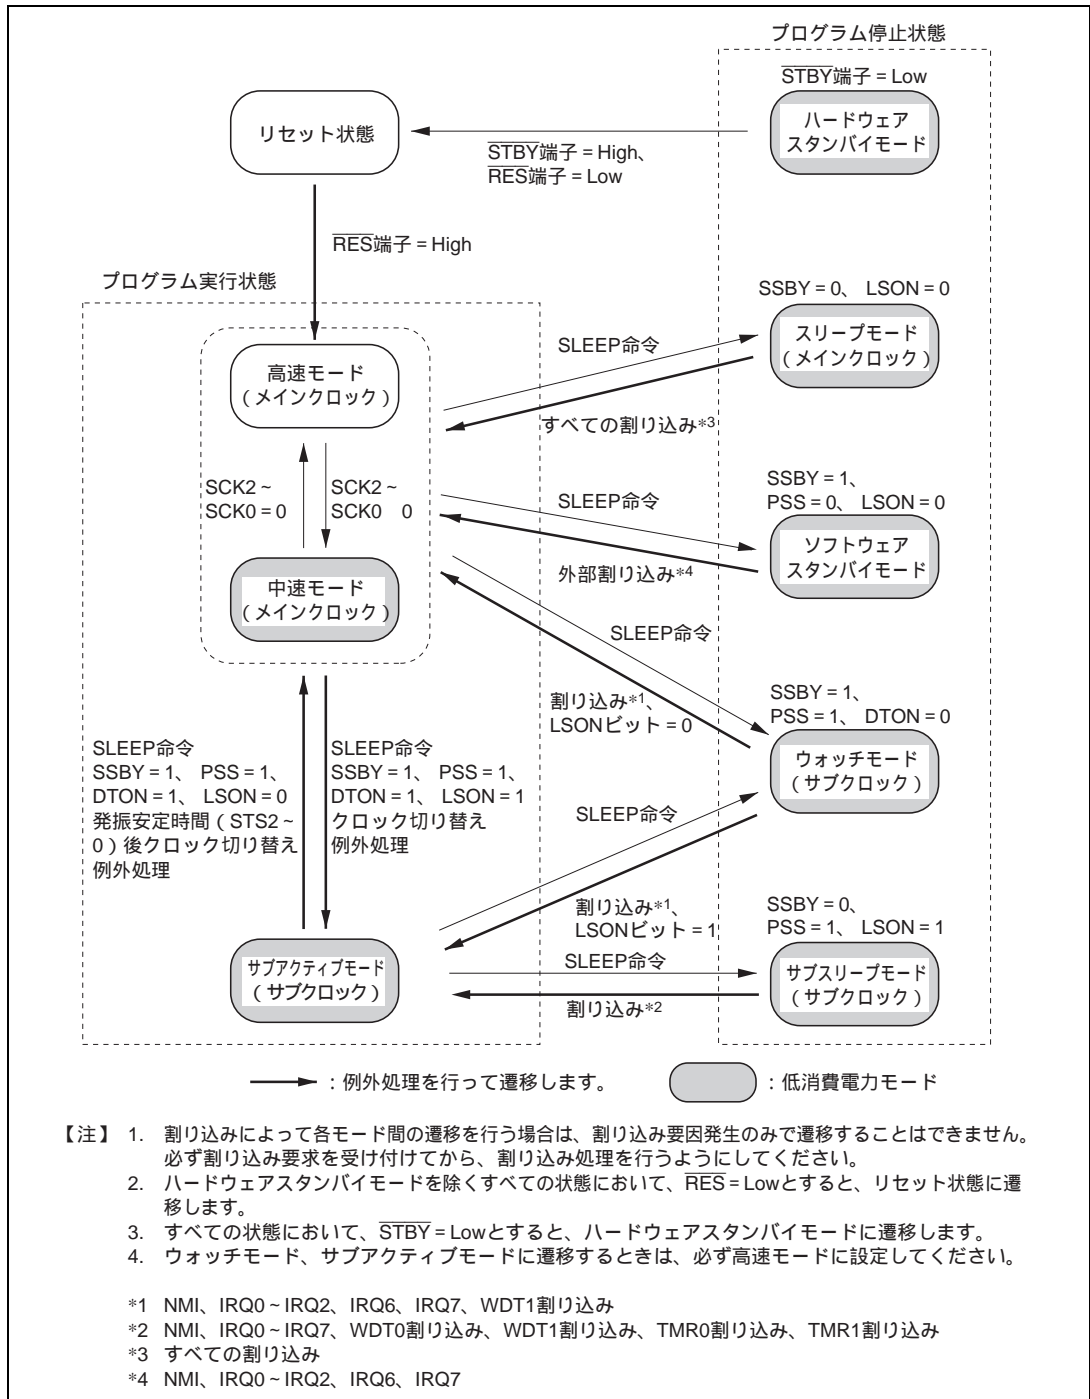 プログラム停止状態
STBY端子 = Low
ハードウェア
スタンバイモード
リセット状態
STBY端子 = High、
RES端子 = Low
RES端子 = High
プログラム実行状態
SSBY = 0、 LSON = 0
スリープモード
（メインクロック）
SLEEP命令
すべての割り込み*3
高速モード
（メインクロック）
SCK2 ~
SCK0 = 0
SCK2 ~
SCK0 0
中速モード
（メインクロック）
SSBY = 1、
PSS = 0、 LSON = 0
ソフトウェア
スタンバイモード
SLEEP命令
外部割り込み*4
SLEEP命令
割り込み*1、
LSONビット = 0
SSBY = 1、
PSS = 1、 DTON = 0
ウォッチモード
（サブクロック）
SLEEP命令
SSBY = 1、 PSS = 1、
DTON = 1、 LSON = 0
発振安定時間（STS2 ~
0）後クロック切り替え
例外処理
SLEEP命令
SSBY = 1、 PSS = 1、
DTON = 1、 LSON = 1
クロック切り替え
例外処理
SLEEP命令
割り込み*1、
LSONビット = 1
SSBY = 0、
PSS = 1、 LSON = 1
サブスリープモード
（サブクロック）
サブアクティブモード
（サブクロック）
SLEEP命令
割り込み*2
：例外処理を行って遷移します。
：低消費電力モード
【注】 1. 割り込みによって各モード間の遷移を行う場合は、割り込み要因発生のみで遷移することはできません。
必ず割り込み要求を受け付けてから、割り込み処理を行うようにしてください。
2. ハードウェアスタンバイモードを除くすべての状態において、RES = Lowとすると、リセット状態に遷
移します。
3. すべての状態において、STBY = Lowとすると、ハードウェアスタンバイモードに遷移します。
4. ウォッチモード、サブアクティブモードに遷移するときは、必ず高速モードに設定してください。
*1 NMI、IRQ0 ~ IRQ2、IRQ6、IRQ7、WDT1割り込み
*2 NMI、IRQ0 ~ IRQ7、WDT0割り込み、WDT1割り込み、TMR0割り込み、TMR1割り込み
*3 すべての割り込み
*4 NMI、IRQ0 ~ IRQ2、IRQ6、IRQ7